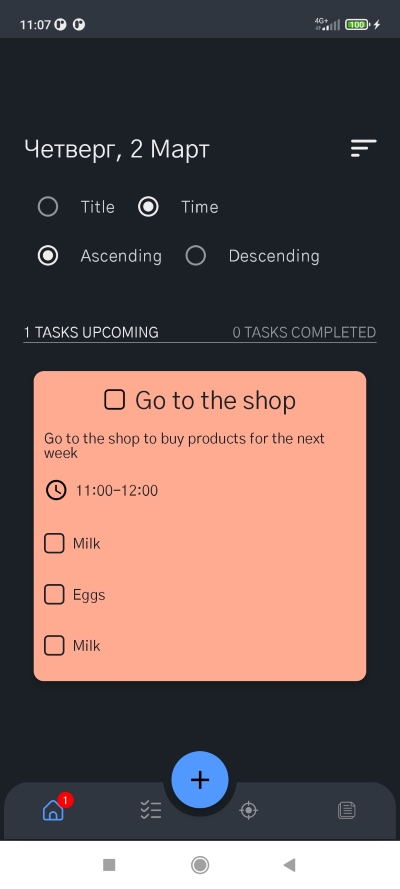 11:07
4G+
100
Четверг, 2 Март
Title Time
Ascending Descending
1 TASKS UPCOMING 0 TASKS COMPLETED
Go to the shop
Go to the shop to buy products for the next
week
11:00-12:00
Milk
Eggs
Milk
+
1